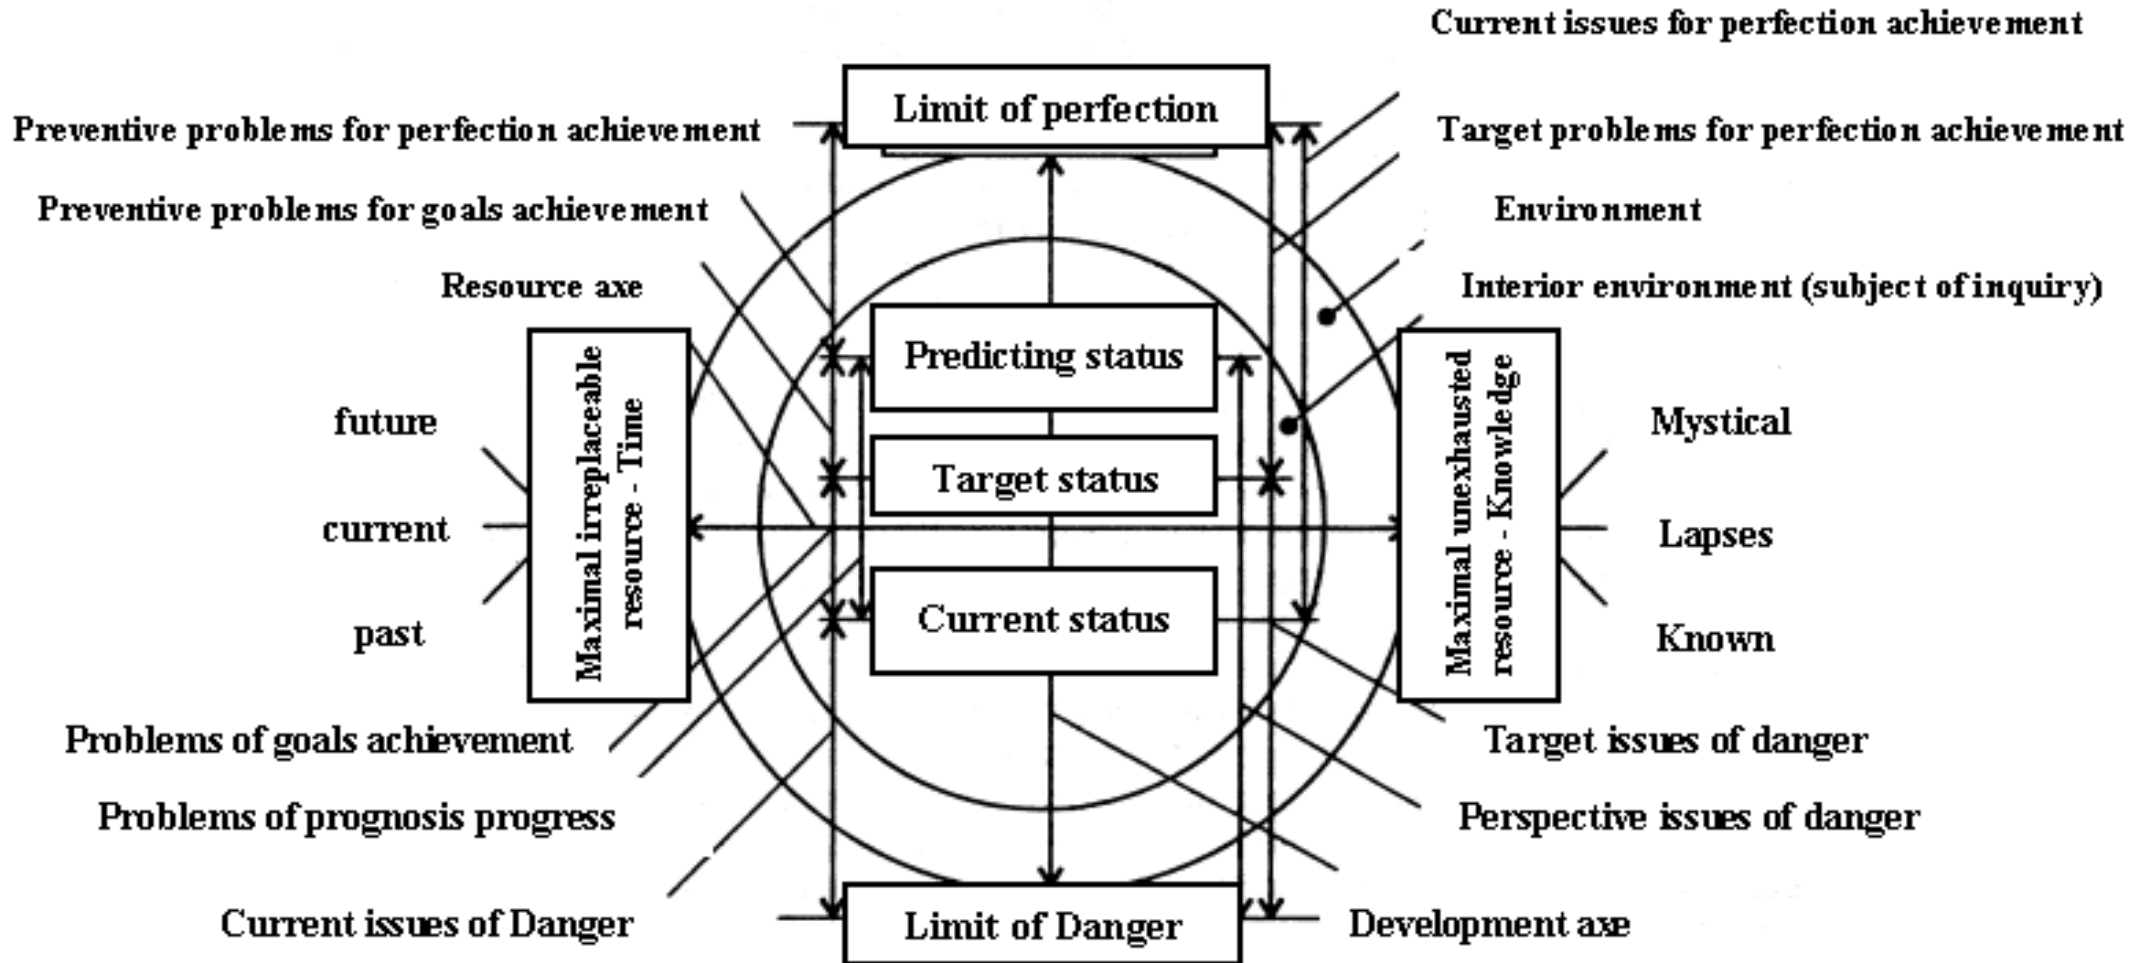 Current issues for perfection achievement
Limit of perfection
Preventive problems for perfection achievement
Target problems for perfection achievement
Preventive problems for goals achievement
Environment
Resource axe
Interior environment (subject of inquiry)
Predicting status
Maximal irreplaceable
resource - Time
Maximal unexhausted
resource - Knowledge
future
Mystical
Target status
current
Lapses
Current status
past
Known
Problems of goals achievement
Target issues of danger
Problems of prognosis progress
Perspective issues of danger
Current issues of Danger
Limit of Danger
Development axe